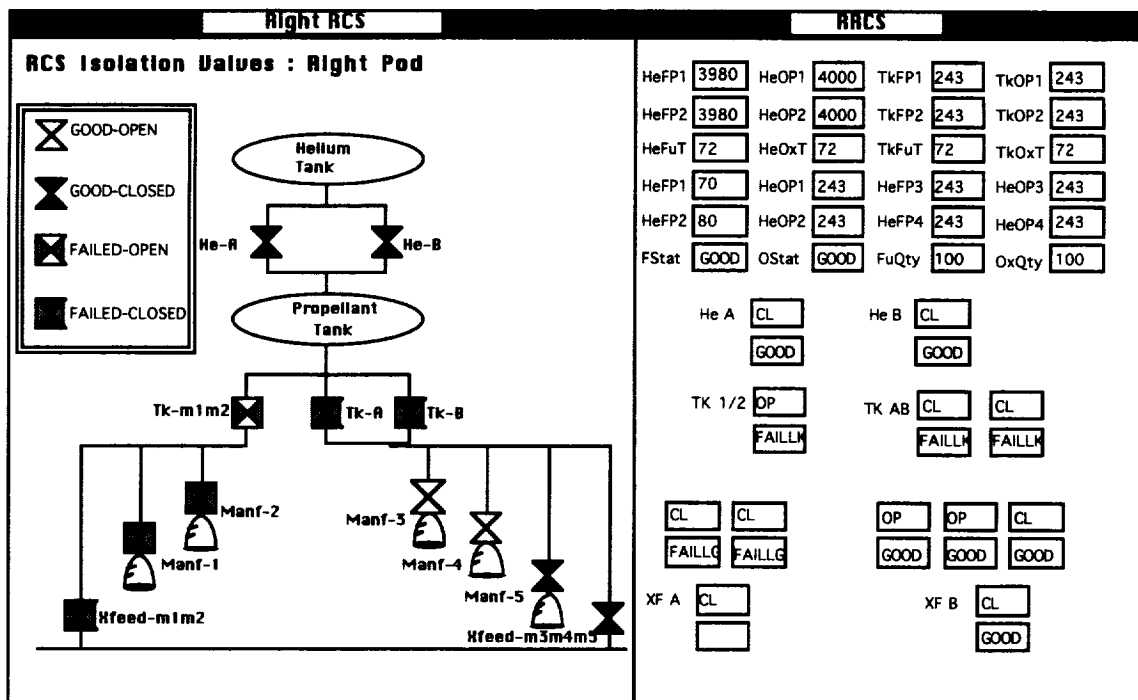 Right RCS
RCS Isolation Valves : Right Pod
GOOD-OPEN
GOOD-CLOSED
FAILED-OPEN
FAILED-CLOSED
Helium
Tank
He-A
He-B
Propellant
Tank
Tk-m1m2
Tk-A
Tk-B
Manf-2
Manf-1
Manf-3
Manf-4
Manf-5
Xfeed-m1m2
Xfeed-m3m4m5
RRCS
HeFP1 3980 HeOP1 4000 TkFP1 243 TkOP1 243
HeFP2 3980 HeOP2 4000 TkFP2 243 TkOP2 243
HeFuT 72 HeOxT 72 TkFuT 72 TkOxT 72
HeFP1 70 HeOP1 243 HeFP3 243 HeOP3 243
HeFP2 80 HeOP2 243 HeFP4 243 HeOP4 243
FStat GOOD OStat GOOD FuQty 100 OxQty 100
He A CL He B CL
GOOD GOOD
TK 1/2 OP TK AB CL CL
FAILLK FAILLK FAILLK
CL CL OP OP CL
FAILLG FAILLG GOOD GOOD GOOD
XF A CL XF B CL
GOOD